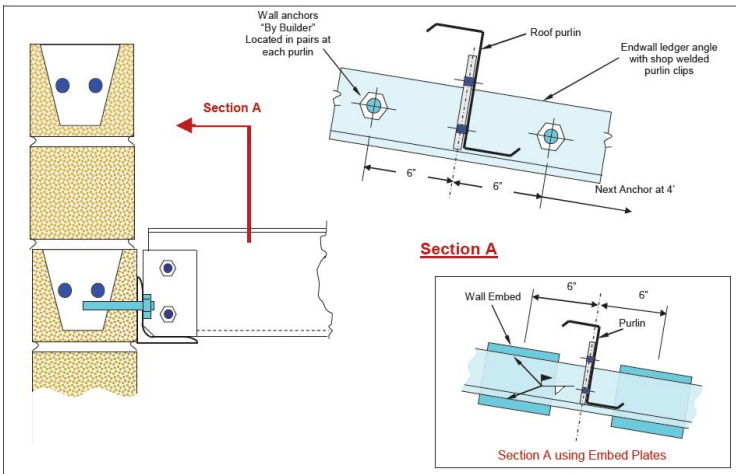 Wall anchors
“By Builder”
Located in pairs at
each purlin
Roof purlin
Endwall ledger angle
with shop welded
purlin clips
Section A
6”
6”
Next Anchor at 4’
Section A
6”
6”
Wall Embed
Purlin
Section A using Embed Plates